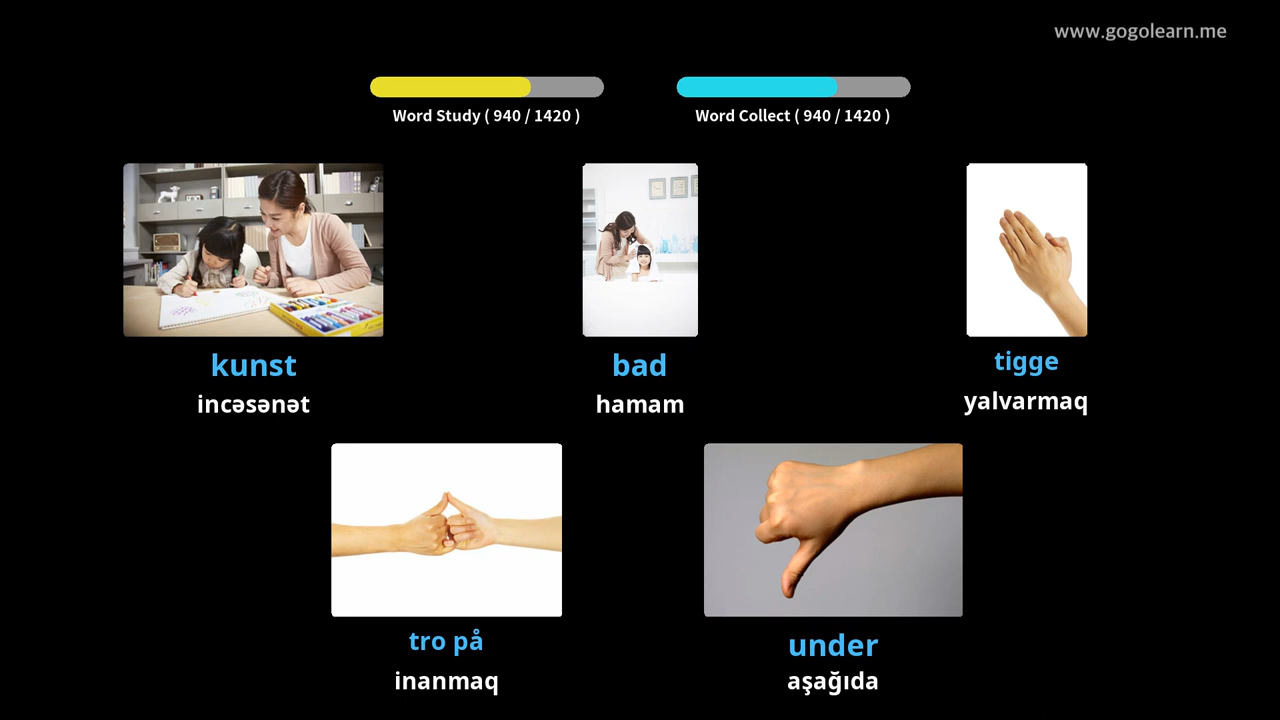 www.gogolearn.me
Word Study ( 940 / 1420 )
Word Collect ( 940 / 1420 )
kunst
incəsənət
bad
hamam
tigge
yalvarmaq
tro på
inanmaq
under
aşağıda